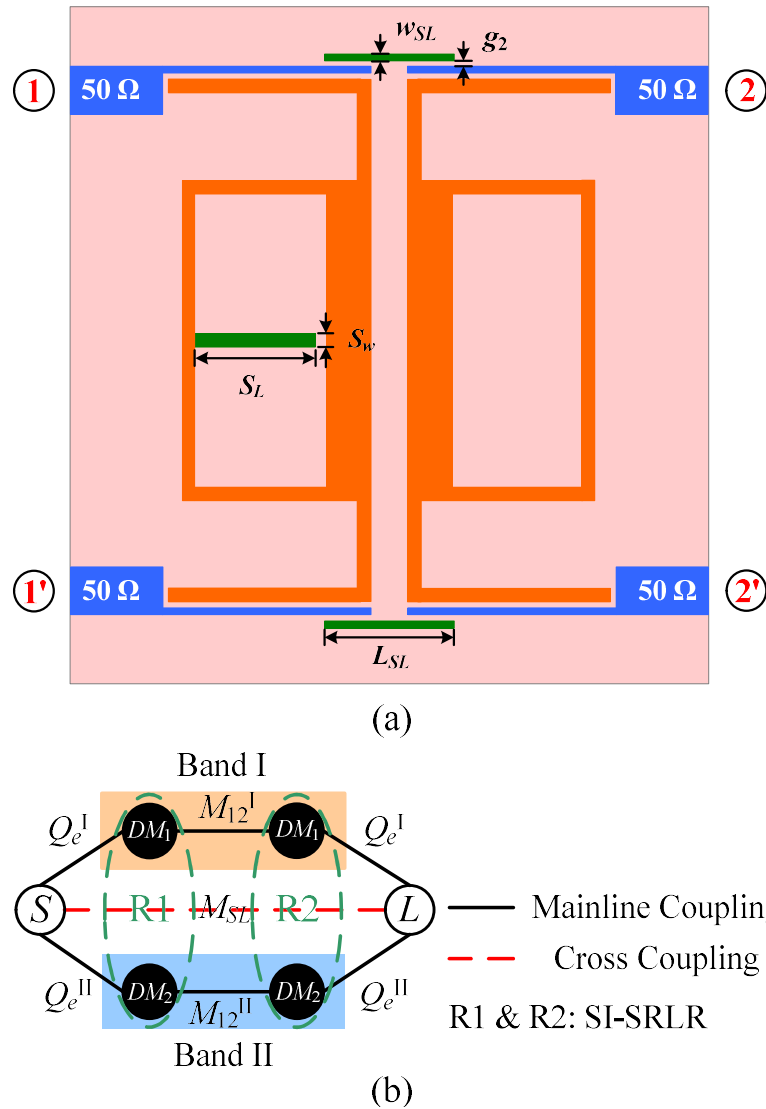 w_SL
g_2
1 50 Ω 50 Ω 2
S_w
S_L
1' 50 Ω 50 Ω 2'
L_SL
(a)
Band I
Q_e^I DM_1 M_12^I DM_1 Q_e^I
S R1 M_SL R2 L
Q_e^II DM_2 M_12^II DM_2 Q_e^II
Band II
Mainline Couplin
Cross Coupling
R1 & R2: SI-SRLR
(b)